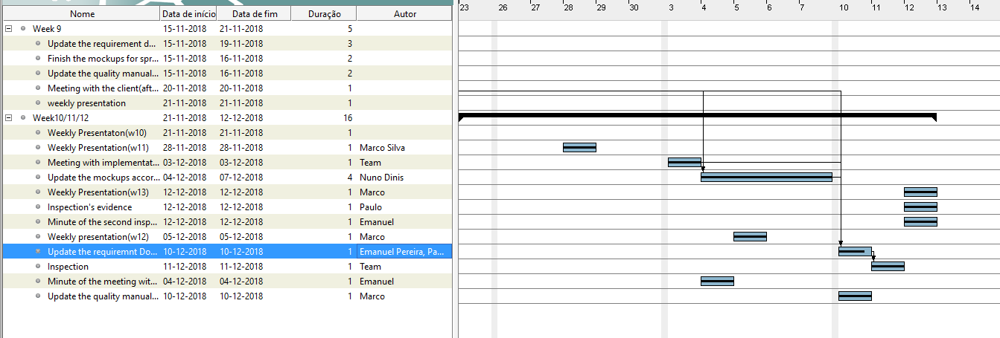 Nome Data de início Data de fim Duração Autor 23 26 27 28 29 30 3 4 5 6 7 10 11 12 13 14
Week 9 15-11-2018 21-11-2018 5
Update the requirement d... 15-11-2018 19-11-2018 3
Finish the mockups for spr... 15-11-2018 16-11-2018 2
Update the quality manual... 15-11-2018 16-11-2018 2
Meeting with the client(aft... 20-11-2018 20-11-2018 1
weekly presentation 21-11-2018 21-11-2018 1
Week10/11/12 21-11-2018 12-12-2018 16
Weekly Presentaton(w10) 21-11-2018 21-11-2018 1
Weekly Presentation(w11) 28-11-2018 28-11-2018 1 Marco Silva
Meeting with implementat... 03-12-2018 03-12-2018 1 Team
Update the mockups accor... 04-12-2018 07-12-2018 4 Nuno Dinis
Weekly Presentation(w13) 12-12-2018 12-12-2018 1 Marco
Inspection's evidence 12-12-2018 12-12-2018 1 Paulo
Minute of the second insp... 12-12-2018 12-12-2018 1 Emanuel
Weekly presentation(w12) 05-12-2018 05-12-2018 1 Marco
Update the requiremnt Do... 10-12-2018 10-12-2018 1 Emanuel Pereira, Pa...
Inspection 11-12-2018 11-12-2018 1 Team
Minute of the meeting wit... 04-12-2018 04-12-2018 1 Emanuel
Update the quality manual... 10-12-2018 10-12-2018 1 Marco